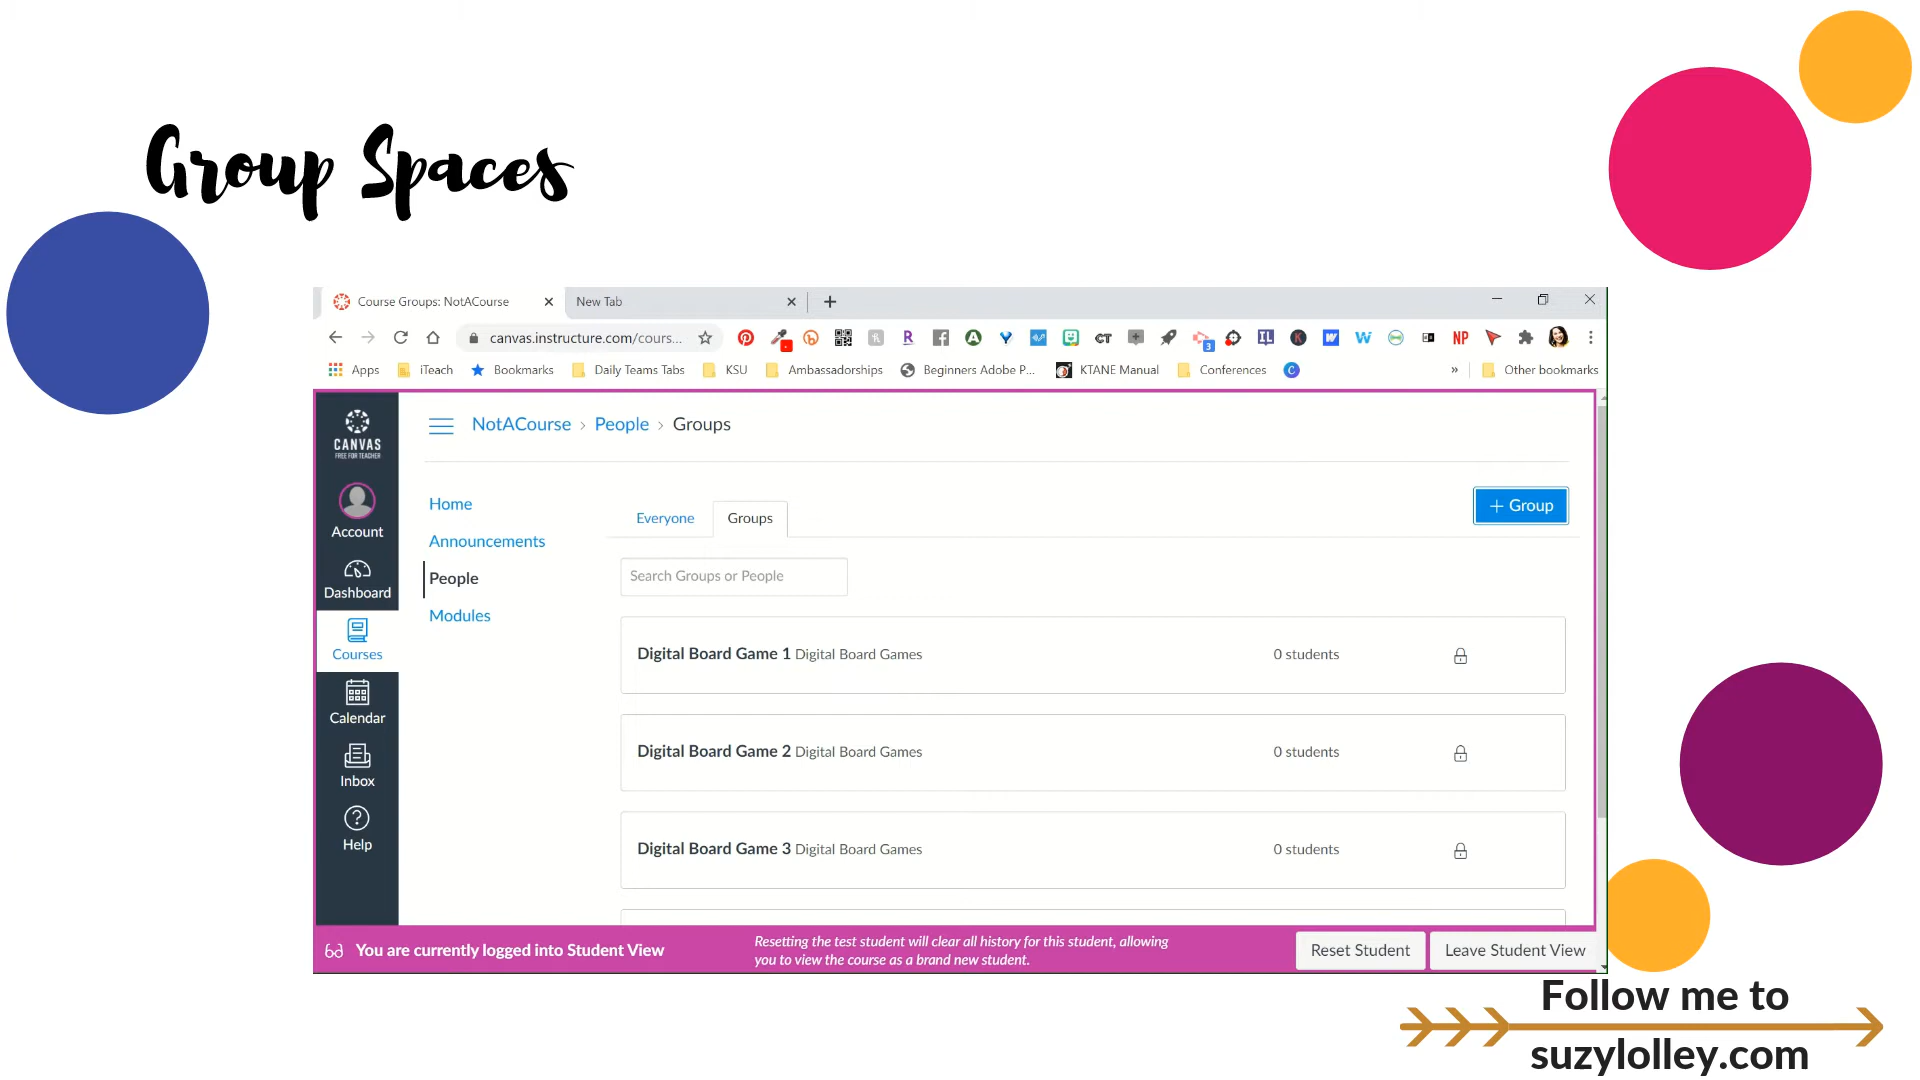 Group Spaces
Course Groups: NotACourse
New Tab
canvas.instructure.com/cours...
Apps iTeach Bookmarks Daily Teams Tabs KSU Ambassadorships Beginners Adobe P... KTANE Manual Conferences » Other bookmarks
CANVAS
FREE FOR TEACHER
NotACourse › People › Groups
Account
Dashboard
Courses
Calendar
Inbox
Help
Home
Announcements
People
Modules
Everyone Groups
+ Group
Search Groups or People
Digital Board Game 1 Digital Board Games 0 students
Digital Board Game 2 Digital Board Games 0 students
Digital Board Game 3 Digital Board Games 0 students
You are currently logged into Student View
Resetting the test student will clear all history for this student, allowing
you to view the course as a brand new student.
Reset Student
Leave Student View
Follow me to
suzylolley.com